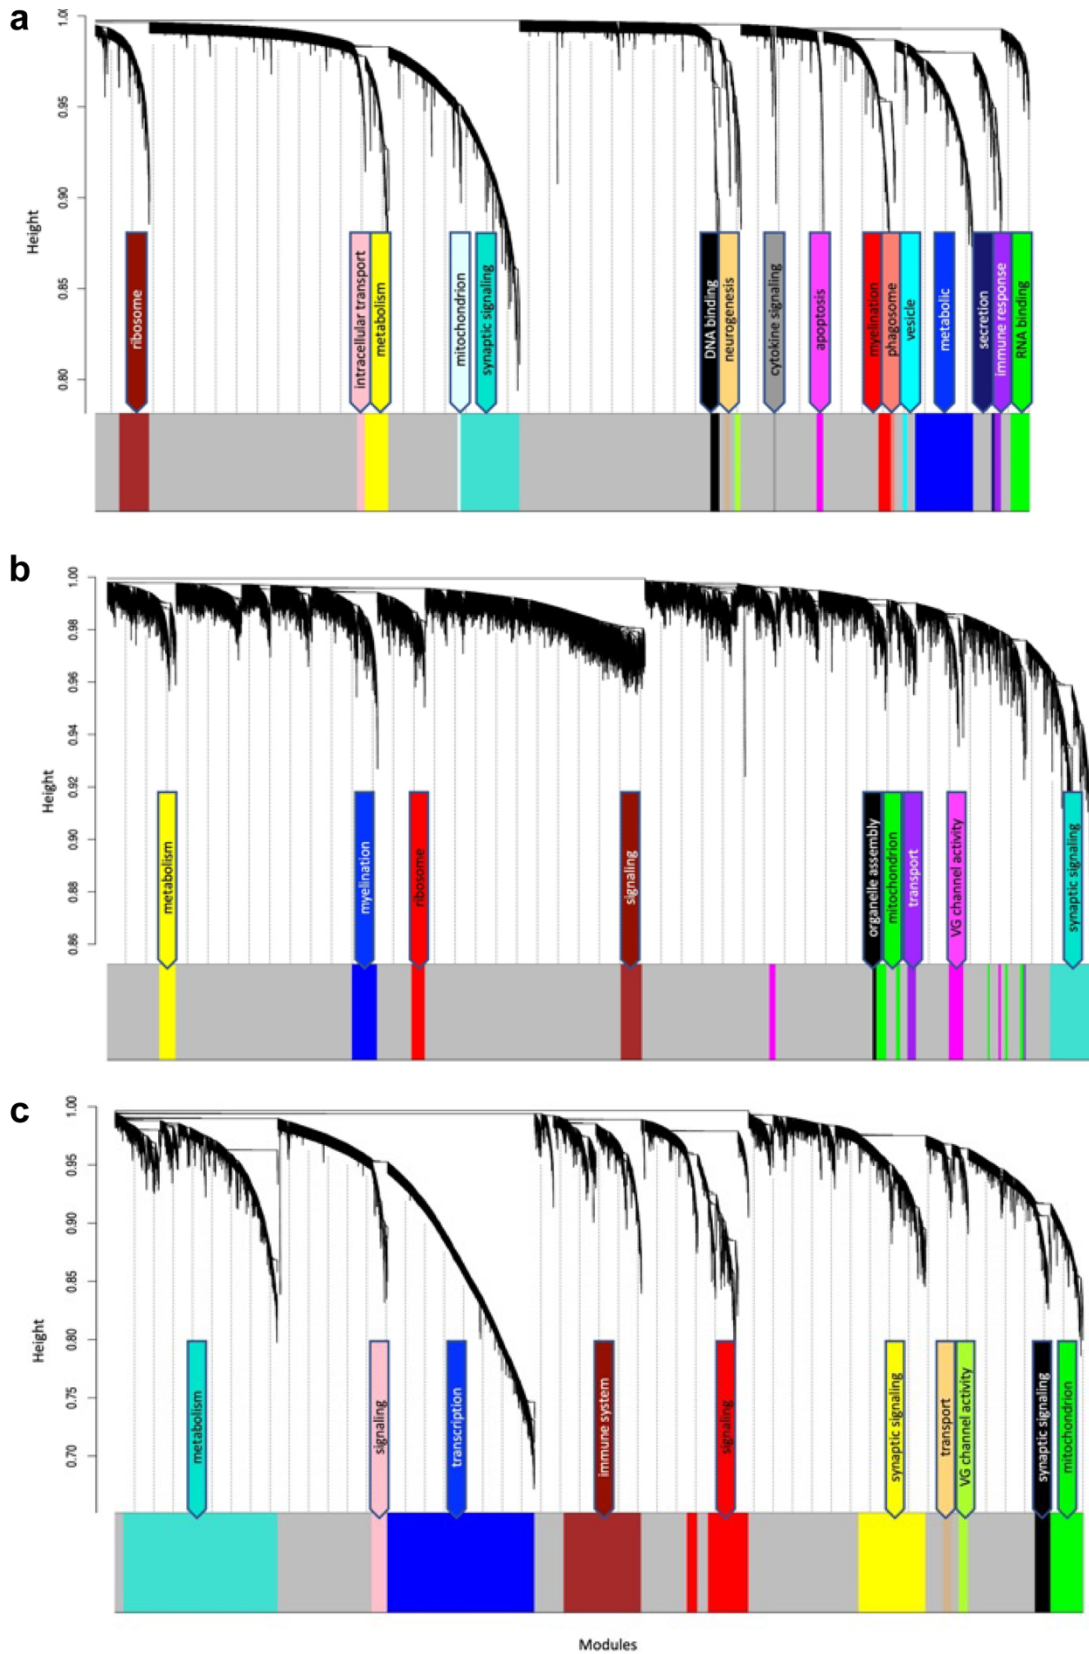 a
1.0
0.95
0.90
0.85
0.80
Height
ribosome
intracellular transport
metabolism
mitochondrion
synaptic signaling
DNA binding
neurogenesis
cytokine signaling
apoptosis
myelination
phagosome
vesicle
metabolic
secretion
immune response
RNA binding
b
1.00
0.98
0.96
0.94
0.92
0.90
0.88
0.86
Height
metabolism
myelination
ribosome
signaling
organelle assembly
mitochondrion
transport
VG channel activity
synaptic signaling
c
1.00
0.95
0.90
0.85
0.80
0.75
0.70
Height
metabolism
signaling
transcription
immune system
signaling
synaptic signaling
transport
VG channel activity
synaptic signaling
mitochondrion
Modules